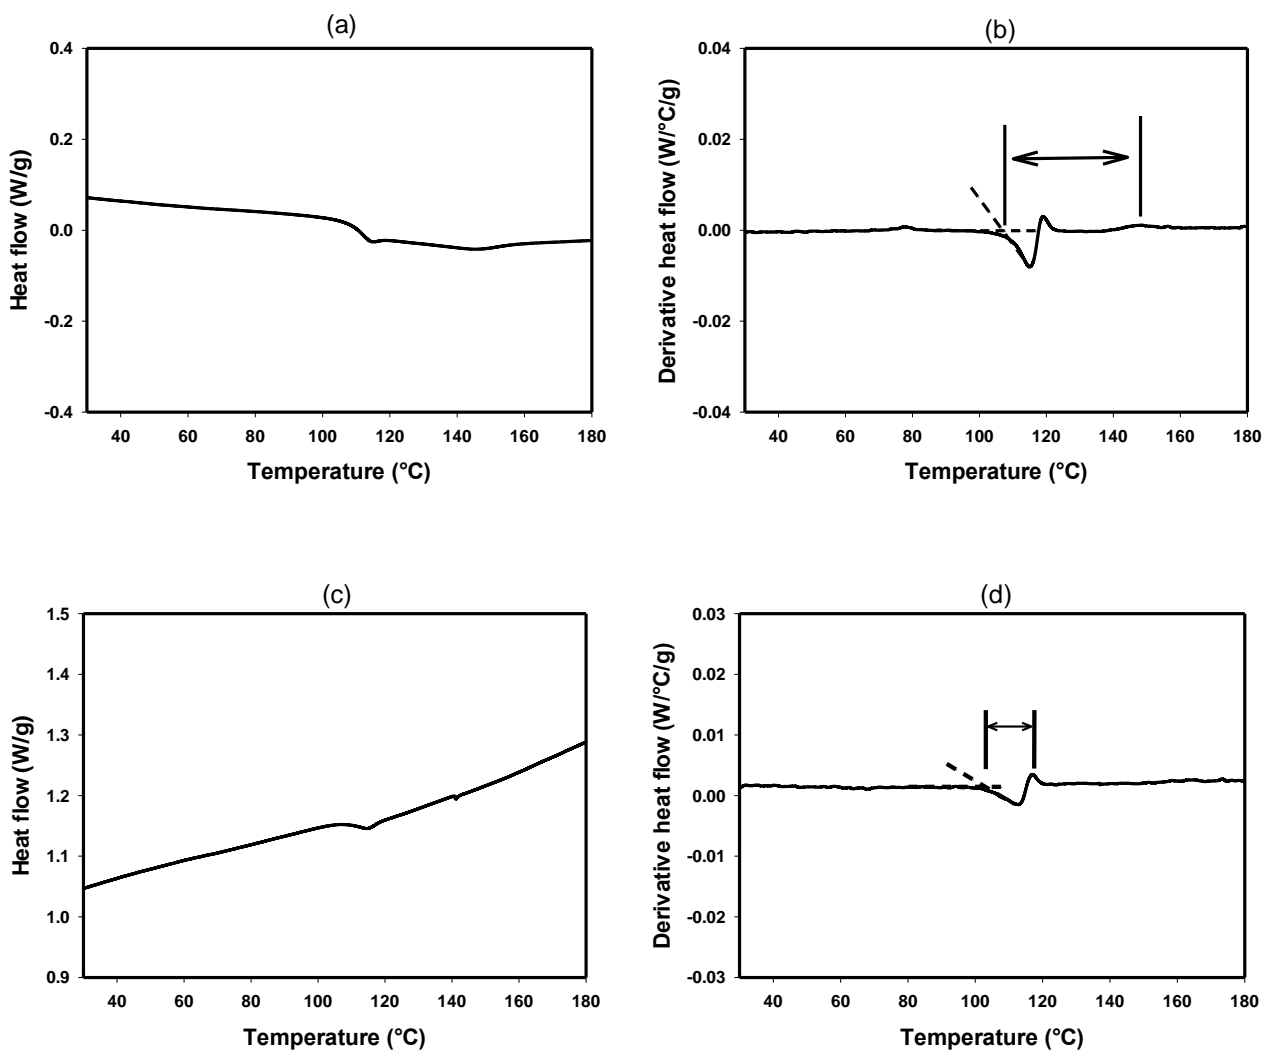 (a)
Heat flow (W/g)
0.4
0.2
0.0
-0.2
-0.4
40 60 80 100 120 140 160 180
Temperature (°C)
(b)
Derivative heat flow (W/°C/g)
0.04
0.02
0.00
-0.02
-0.04
40 60 80 100 120 140 160 180
Temperature (°C)
(c)
Heat flow (W/g)
1.5
1.4
1.3
1.2
1.1
1.0
0.9
40 60 80 100 120 140 160 180
Temperature (°C)
(d)
Derivative heat flow (W/°C/g)
0.03
0.02
0.01
0.00
-0.01
-0.02
-0.03
40 60 80 100 120 140 160 180
Temperature (°C)